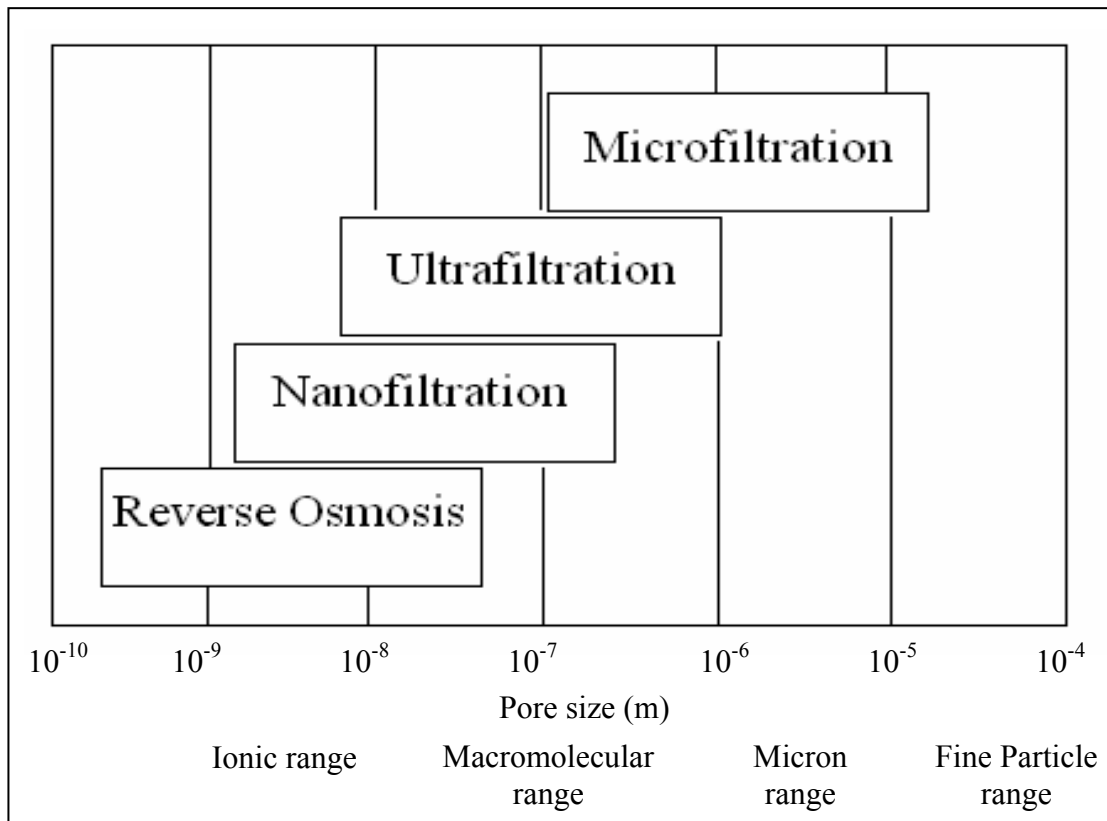 Microfiltration
Ultrafiltration
Nanofiltration
Reverse Osmosis
10-10 10-9 10-8 10-7 10-6 10-5 10-4
Pore size (m)
Ionic range Macromolecular range Micron range Fine Particle range